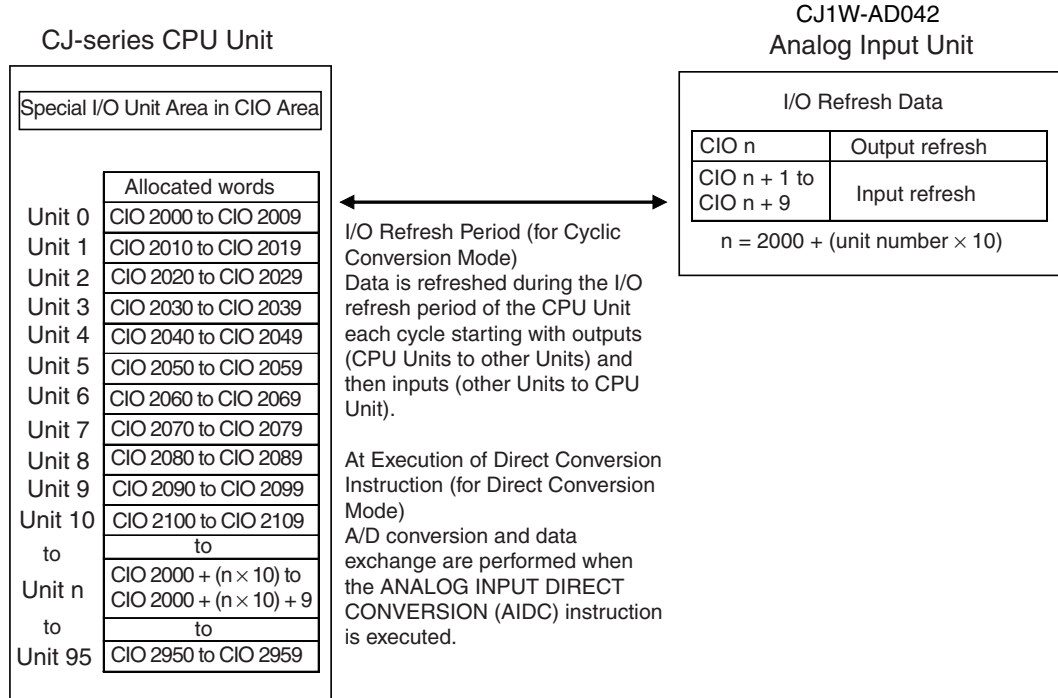 CJ-series CPU Unit
Special I/O Unit Area in CIO Area
Allocated words
Unit 0 CIO 2000 to CIO 2009
Unit 1 CIO 2010 to CIO 2019
Unit 2 CIO 2020 to CIO 2029
Unit 3 CIO 2030 to CIO 2039
Unit 4 CIO 2040 to CIO 2049
Unit 5 CIO 2050 to CIO 2059
Unit 6 CIO 2060 to CIO 2069
Unit 7 CIO 2070 to CIO 2079
Unit 8 CIO 2080 to CIO 2089
Unit 9 CIO 2090 to CIO 2099
Unit 10 CIO 2100 to CIO 2109
to to
Unit n CIO 2000 + (n × 10) to
CIO 2000 + (n × 10) + 9
to to
Unit 95 CIO 2950 to CIO 2959
I/O Refresh Period (for Cyclic
Conversion Mode)
Data is refreshed during the I/O
refresh period of the CPU Unit
each cycle starting with outputs
(CPU Units to other Units) and
then inputs (other Units to CPU
Unit).
At Execution of Direct Conversion
Instruction (for Direct Conversion
Mode)
A/D conversion and data
exchange are performed when
the ANALOG INPUT DIRECT
CONVERSION (AIDC) instruction
is executed.
CJ1W-AD042
Analog Input Unit
I/O Refresh Data
CIO n Output refresh
CIO n + 1 to
CIO n + 9 Input refresh
n = 2000 + (unit number × 10)